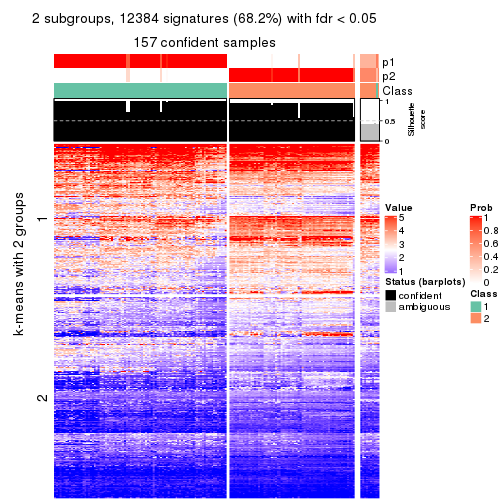 2 subgroups, 12384 signatures (68.2%) with fdr < 0.05
157 confident samples
p1
p2
Class
1
0.5
0
Silhouette
score
k-means with 2 groups
1
2
Value
5
4
3
2
1
Status (barplots)
confident
ambiguous
Prob
1
0.8
0.6
0.4
0.2
0
Class
1
2